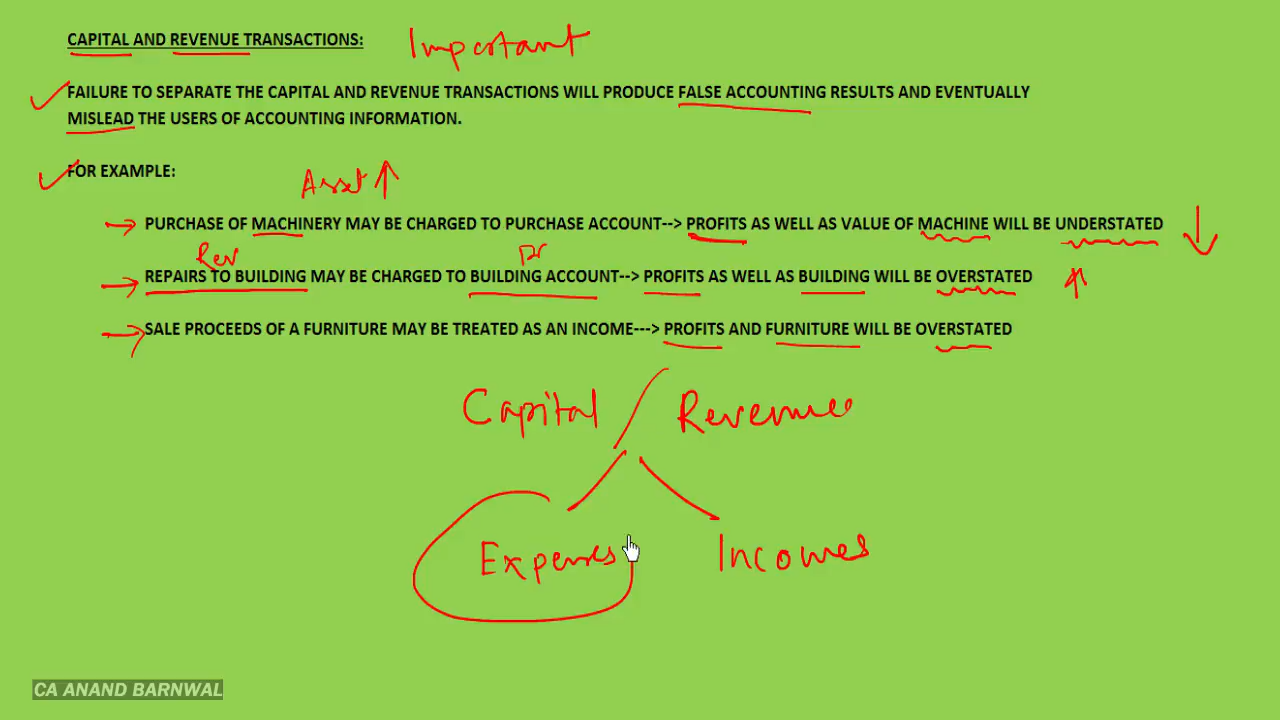 CAPITAL AND REVENUE TRANSACTIONS: Important
FAILURE TO SEPARATE THE CAPITAL AND REVENUE TRANSACTIONS WILL PRODUCE FALSE ACCOUNTING RESULTS AND EVENTUALLY
MISLEAD THE USERS OF ACCOUNTING INFORMATION.
FOR EXAMPLE:
Asset ↑
PURCHASE OF MACHINERY MAY BE CHARGED TO PURCHASE ACCOUNT--> PROFITS AS WELL AS VALUE OF MACHINE WILL BE UNDERSTATED ↓
Rev Dr
REPAIRS TO BUILDING MAY BE CHARGED TO BUILDING ACCOUNT--> PROFITS AS WELL AS BUILDING WILL BE OVERSTATED ↑
SALE PROCEEDS OF A FURNITURE MAY BE TREATED AS AN INCOME---> PROFITS AND FURNITURE WILL BE OVERSTATED
Capital / Revenue
Expenses Incomes
CA ANAND BARNWAL